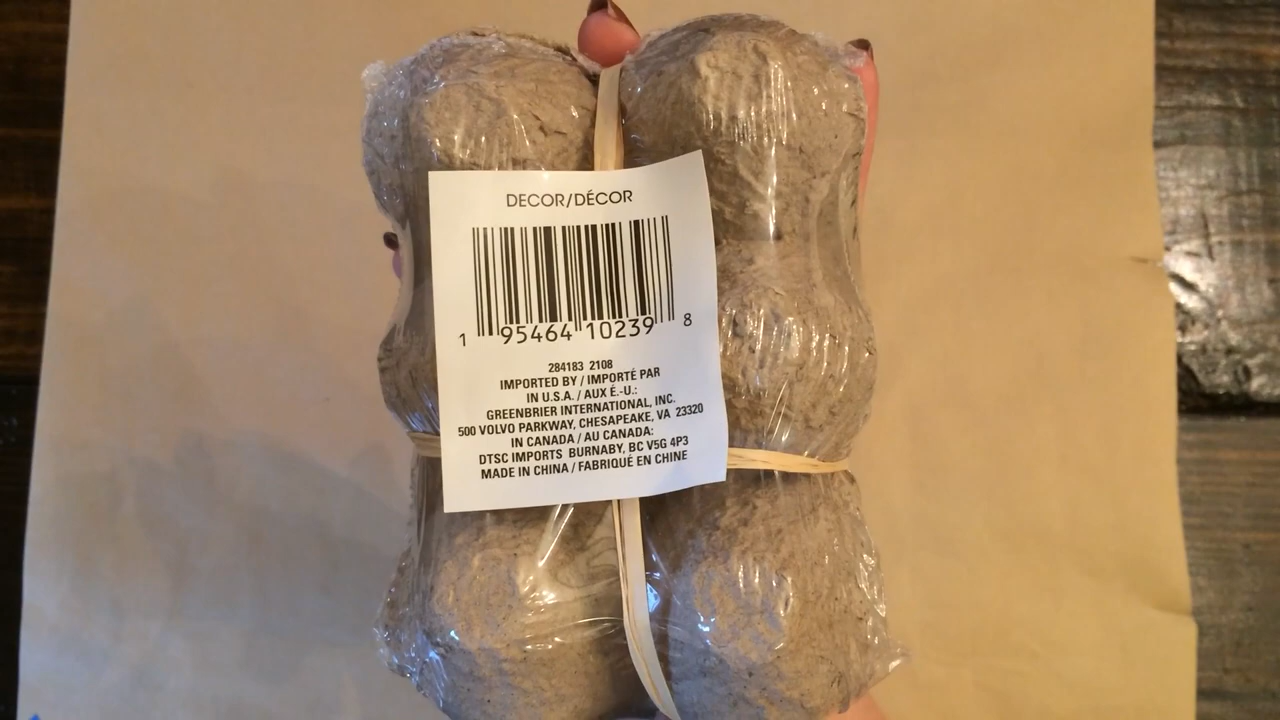 DECOR/DÉCOR
1 95464 10239 8
284183 2108
IMPORTED BY / IMPORTÉ PAR
IN U.S.A. / AUX É.-U.:
GREENBRIER INTERNATIONAL, INC.
500 VOLVO PARKWAY, CHESAPEAKE, VA 23320
IN CANADA / AU CANADA:
DTSC IMPORTS BURNABY, BC V5G 4P3
MADE IN CHINA / FABRIQUÉ EN CHINE